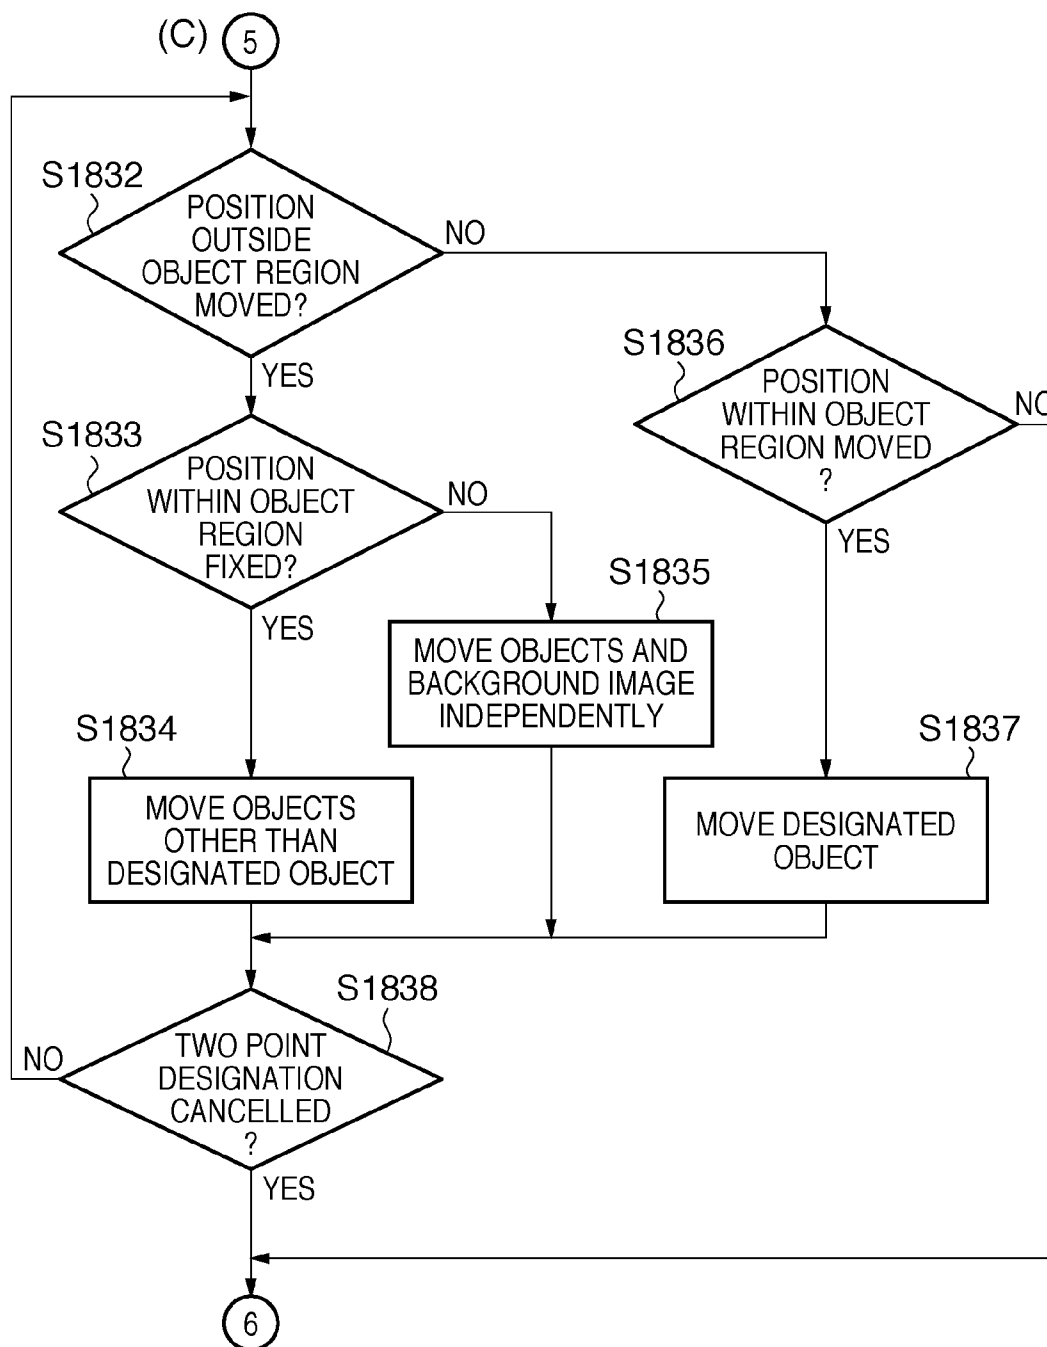 (C) 5
S1832
POSITION
OUTSIDE
OBJECT REGION
MOVED?
NO
YES
S1836
POSITION
WITHIN OBJECT
REGION MOVED
?
NO
YES
S1833
POSITION
WITHIN OBJECT
REGION
FIXED?
NO
YES
S1835
MOVE OBJECTS AND
BACKGROUND IMAGE
INDEPENDENTLY
S1834
MOVE OBJECTS
OTHER THAN
DESIGNATED OBJECT
S1837
MOVE DESIGNATED
OBJECT
S1838
TWO POINT
DESIGNATION
CANCELLED
?
NO
YES
6